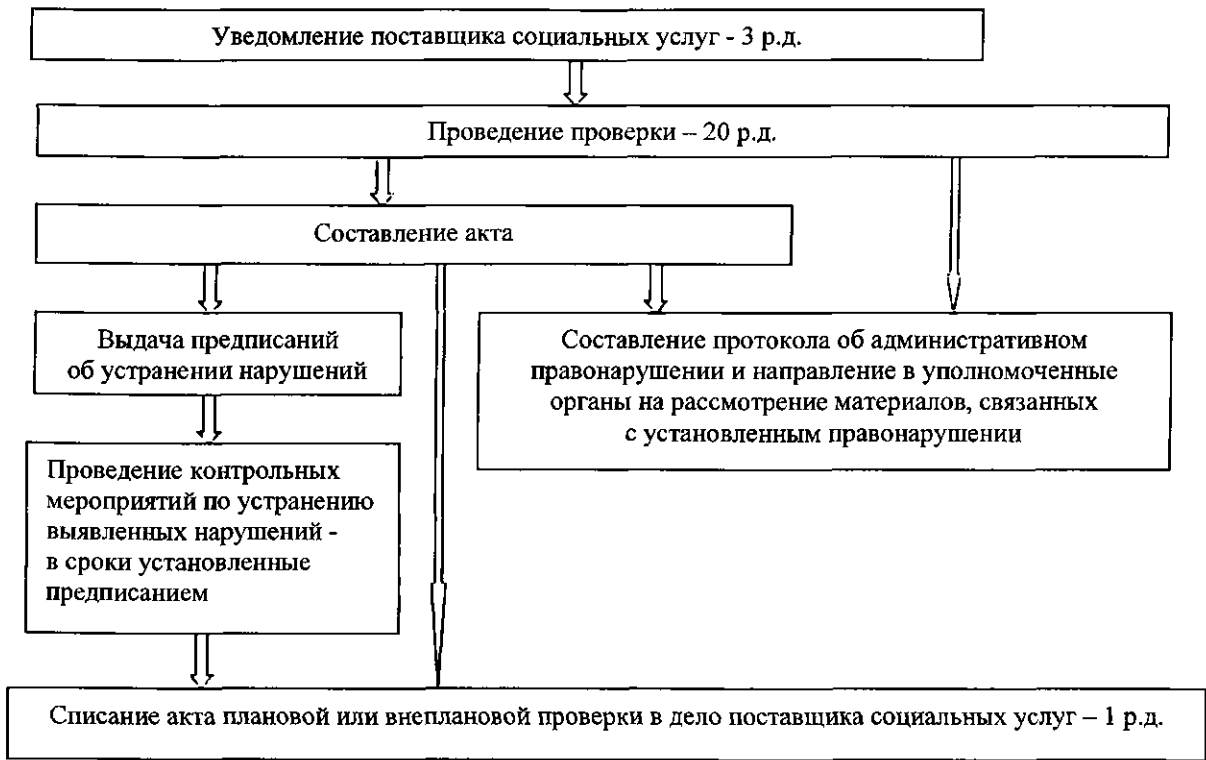 Уведомление поставщика социальных услуг - 3 р.д.
Проведение проверки – 20 р.д.
Составление акта
Выдача предписаний
об устранении нарушений
Составление протокола об административном
правонарушении и направление в уполномоченные
органы на рассмотрение материалов, связанных
с установленным правонарушении
Проведение контрольных
мероприятий по устранению
выявленных нарушений -
в сроки установленные
предписанием
Списание акта плановой или внеплановой проверки в дело поставщика социальных услуг – 1 р.д.